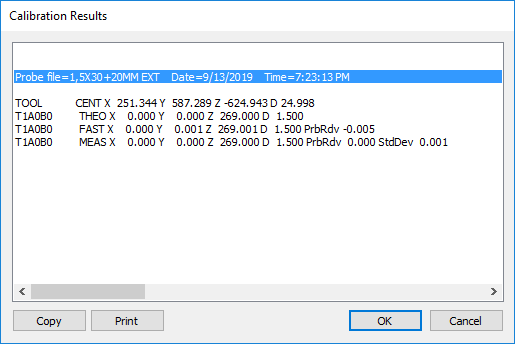 Calibration Results
Probe file=1,5X30+20MM EXT Date=9/13/2019 Time=7:23:13 PM
TOOL CENT X 251.344 Y 587.289 Z -624.943 D 24.998
T1A0B0 THEO X 0.000 Y 0.000 Z 269.000 D 1.500
T1A0B0 FAST X 0.000 Y 0.001 Z 269.001 D 1.500 PrbRdv -0.005
T1A0B0 MEAS X 0.000 Y 0.000 Z 269.000 D 1.500 PrbRdv 0.000 StdDev 0.001
Copy Print OK Cancel